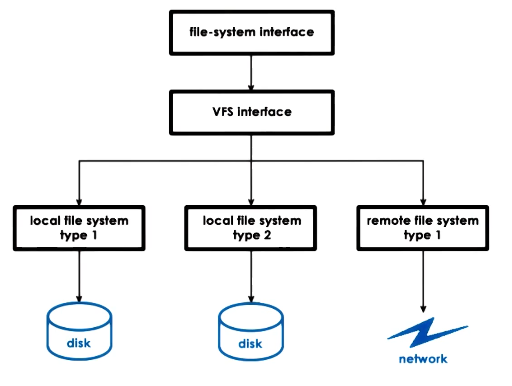 file-system interface
VFS interface
local file system
type 1
local file system
type 2
remote file system
type 1
disk
disk
network